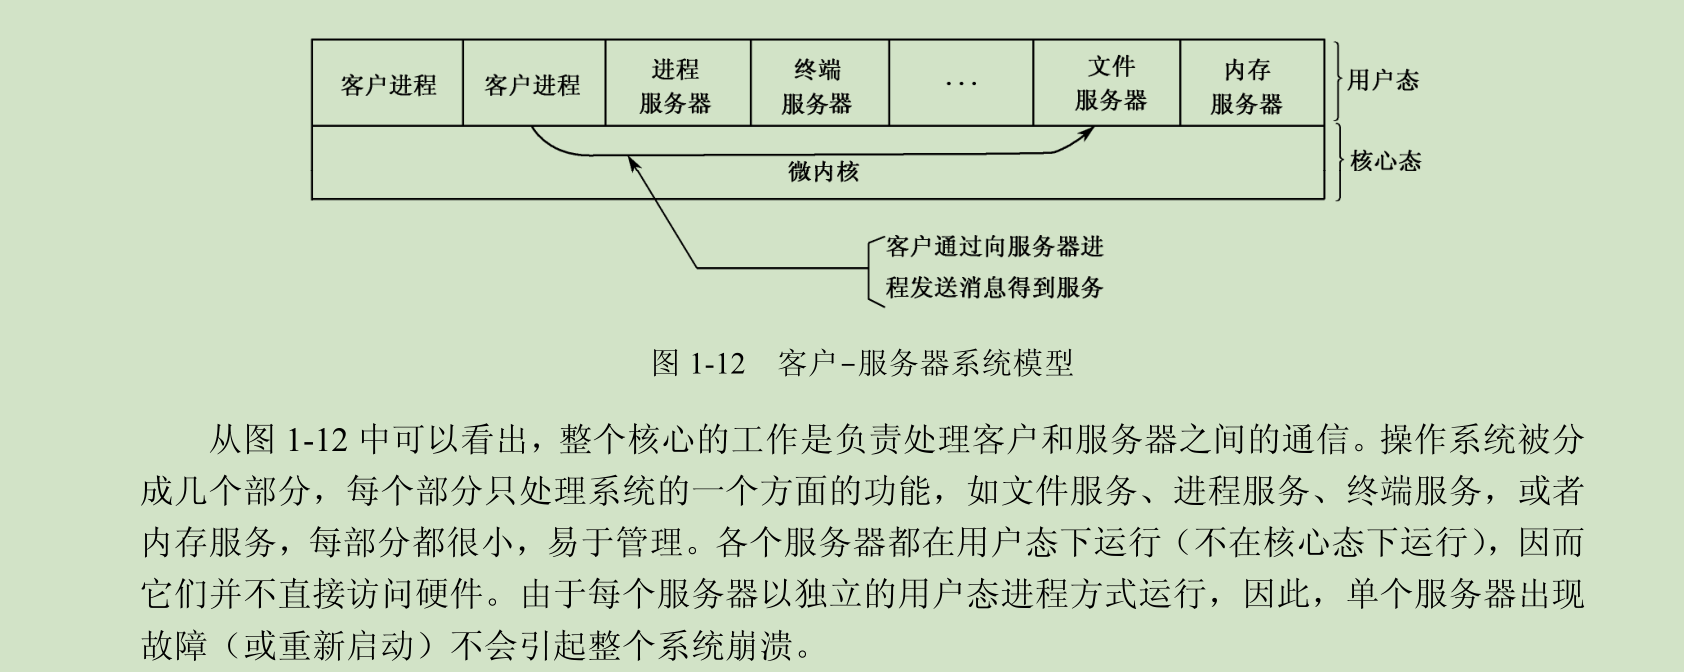 客户进程 客户进程 进程 终端 ··· 文件 内存 用户态
服务器 服务器 服务器 服务器
微内核 核心态
客户通过向服务器进
程发送消息得到服务
图 1-12 客户-服务器系统模型
从图 1-12 中可以看出，整个核心的工作是负责处理客户和服务器之间的通信。操作系统被分
成几个部分，每个部分只处理系统的一个方面的功能，如文件服务、进程服务、终端服务，或者
内存服务，每部分都很小，易于管理。各个服务器都在用户态下运行（不在核心态下运行），因而
它们并不直接访问硬件。由于每个服务器以独立的用户态进程方式运行，因此，单个服务器出现
故障（或重新启动）不会引起整个系统崩溃。